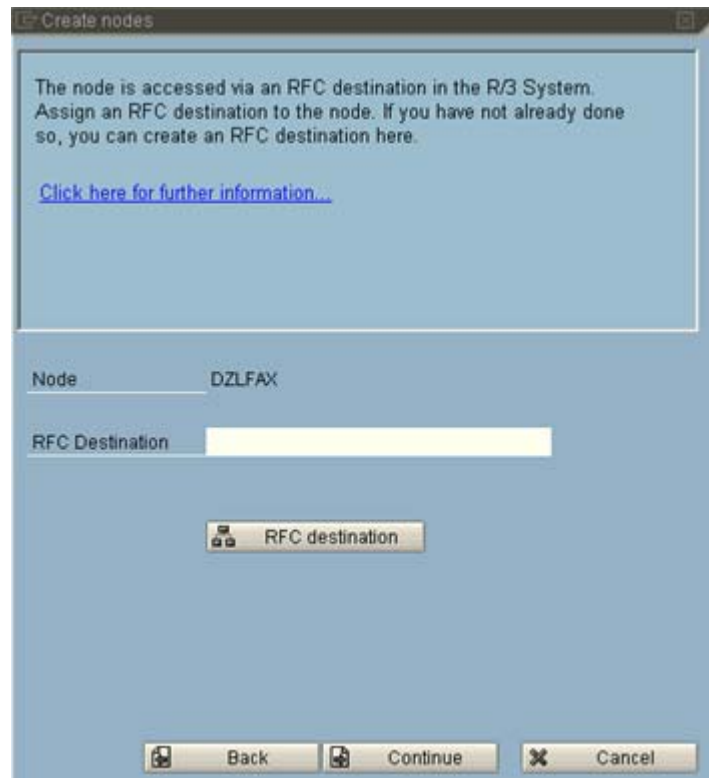 Create nodes
The node is accessed via an RFC destination in the R/3 System.
Assign an RFC destination to the node. If you have not already done
so, you can create an RFC destination here.
Click here for further information...
Node DZLFAX
RFC Destination
RFC destination
Back Continue Cancel